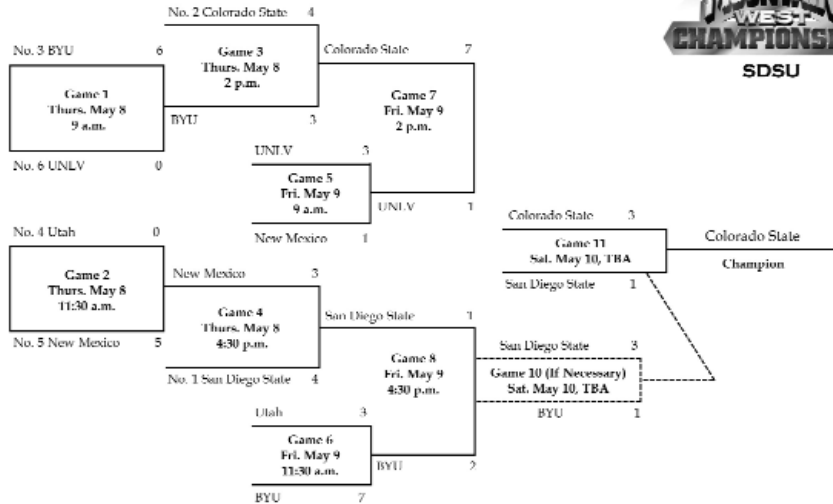 WEST
CHAMPIONSH
SDSU
No. 2 Colorado State 4
No. 3 BYU 6
Game 3
Thurs. May 8
2 p.m.
Colorado State 7
Game 1
Thurs. May 8
9 a.m.
Game 7
Fri. May 9
2 p.m.
BYU 3
No. 6 UNLV 0
UNLV 3
Game 5
Fri. May 9
9 a.m.
UNLV 1
New Mexico 1
No. 4 Utah 0
Game 2
Thurs. May 8
11:30 a.m.
New Mexico 3
No. 5 New Mexico 5
Game 4
Thurs. May 8
4:30 p.m.
San Diego State 1
No. 1 San Diego State 4
Game 8
Fri. May 9
4:30 p.m.
Utah 3
Game 6
Fri. May 9
11:30 a.m.
BYU 2
BYU 7
Colorado State 3
Game 11
Sat. May 10, TBA
San Diego State 1
Colorado State
Champion
San Diego State 3
Game 10 (If Necessary)
Sat. May 10, TBA
BYU 1